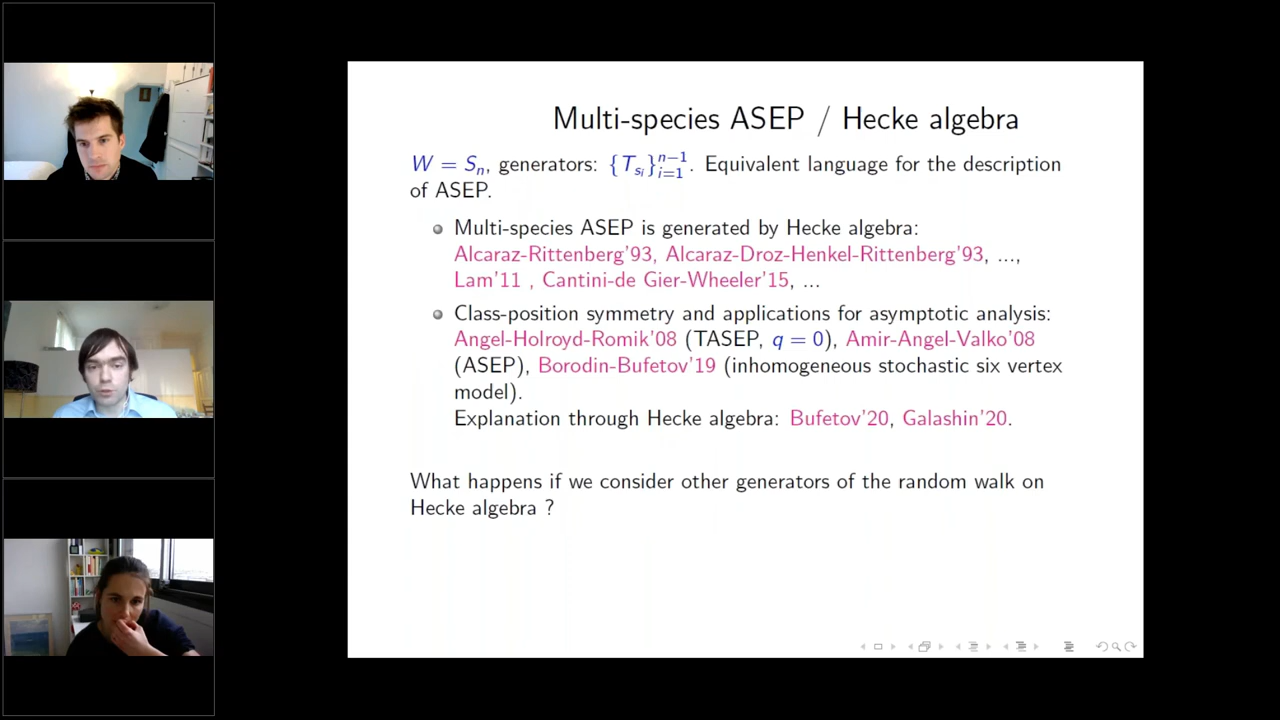 Multi-species ASEP / Hecke algebra
W = Sₙ, generators: {T_{s_i}}_{i=1}^{n−1}. Equivalent language for the description
of ASEP.
Multi-species ASEP is generated by Hecke algebra:
Alcaraz-Rittenberg'93, Alcaraz-Droz-Henkel-Rittenberg'93, ...,
Lam'11 , Cantini-de Gier-Wheeler'15, ...
Class-position symmetry and applications for asymptotic analysis:
Angel-Holroyd-Romik'08 (TASEP, q = 0), Amir-Angel-Valko'08
(ASEP), Borodin-Bufetov'19 (inhomogeneous stochastic six vertex
model).
Explanation through Hecke algebra: Bufetov'20, Galashin'20.
What happens if we consider other generators of the random walk on
Hecke algebra ?